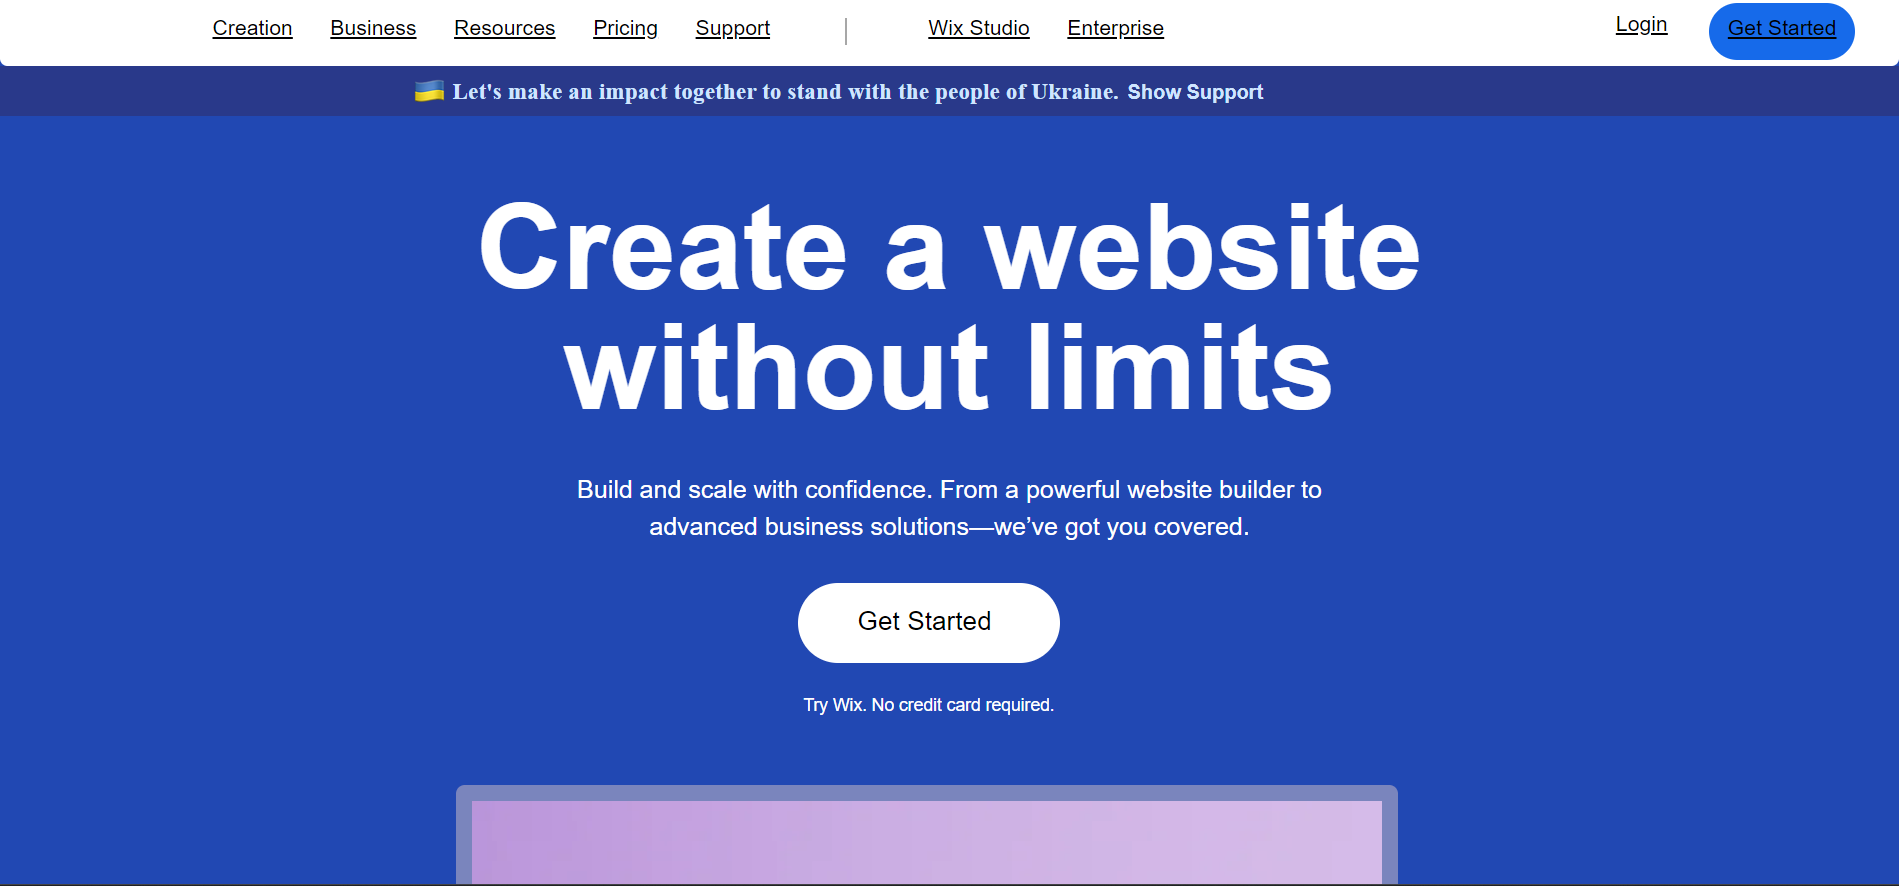 Creation Business Resources Pricing Support | Wix Studio Enterprise Login Get Started
Let's make an impact together to stand with the people of Ukraine. Show Support
Create a website
without limits
Build and scale with confidence. From a powerful website builder to
advanced business solutions—we’ve got you covered.
Get Started
Try Wix. No credit card required.